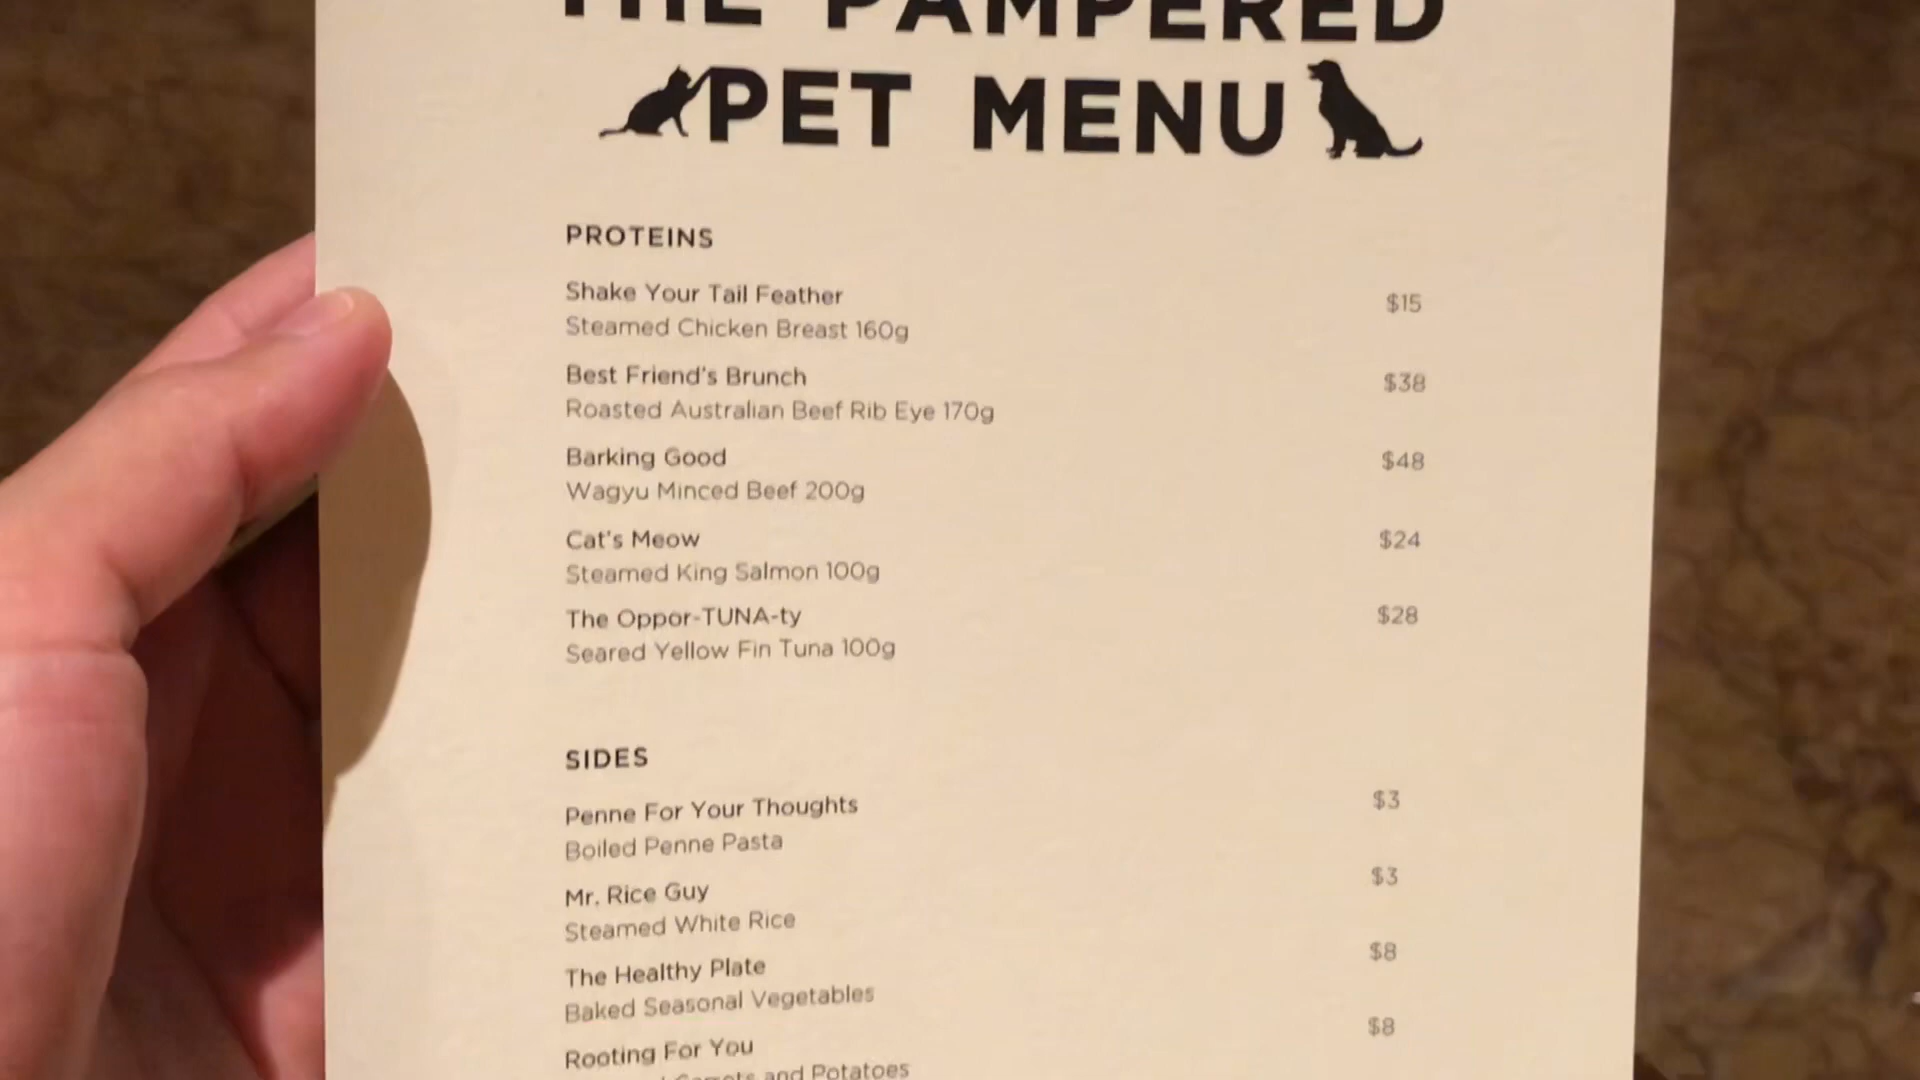 THE PAMPERED
PET MENU
PROTEINS
Shake Your Tail Feather $15
Steamed Chicken Breast 160g
Best Friend's Brunch $38
Roasted Australian Beef Rib Eye 170g
Barking Good $48
Wagyu Minced Beef 200g
Cat's Meow $24
Steamed King Salmon 100g
The Oppor-TUNA-ty $28
Seared Yellow Fin Tuna 100g
SIDES
Penne For Your Thoughts $3
Boiled Penne Pasta
Mr. Rice Guy $3
Steamed White Rice
The Healthy Plate $8
Baked Seasonal Vegetables
Rooting For You $8
Carrots and Potatoes